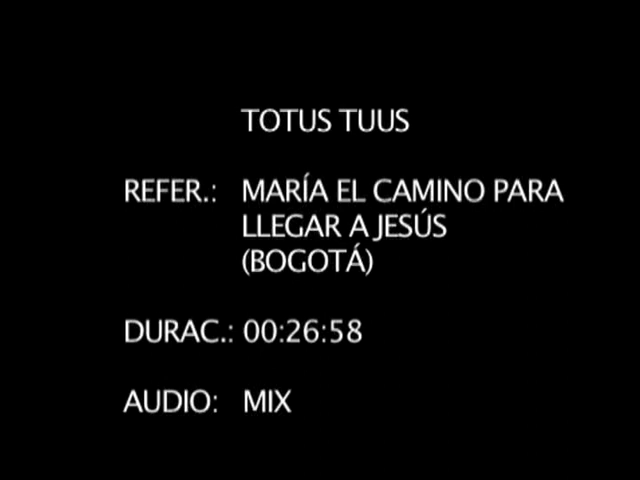 TOTUS TUUS
REFER.: MARÍA EL CAMINO PARA
LLEGAR A JESÚS
(BOGOTÁ)
DURAC.: 00:26:58
AUDIO: MIX